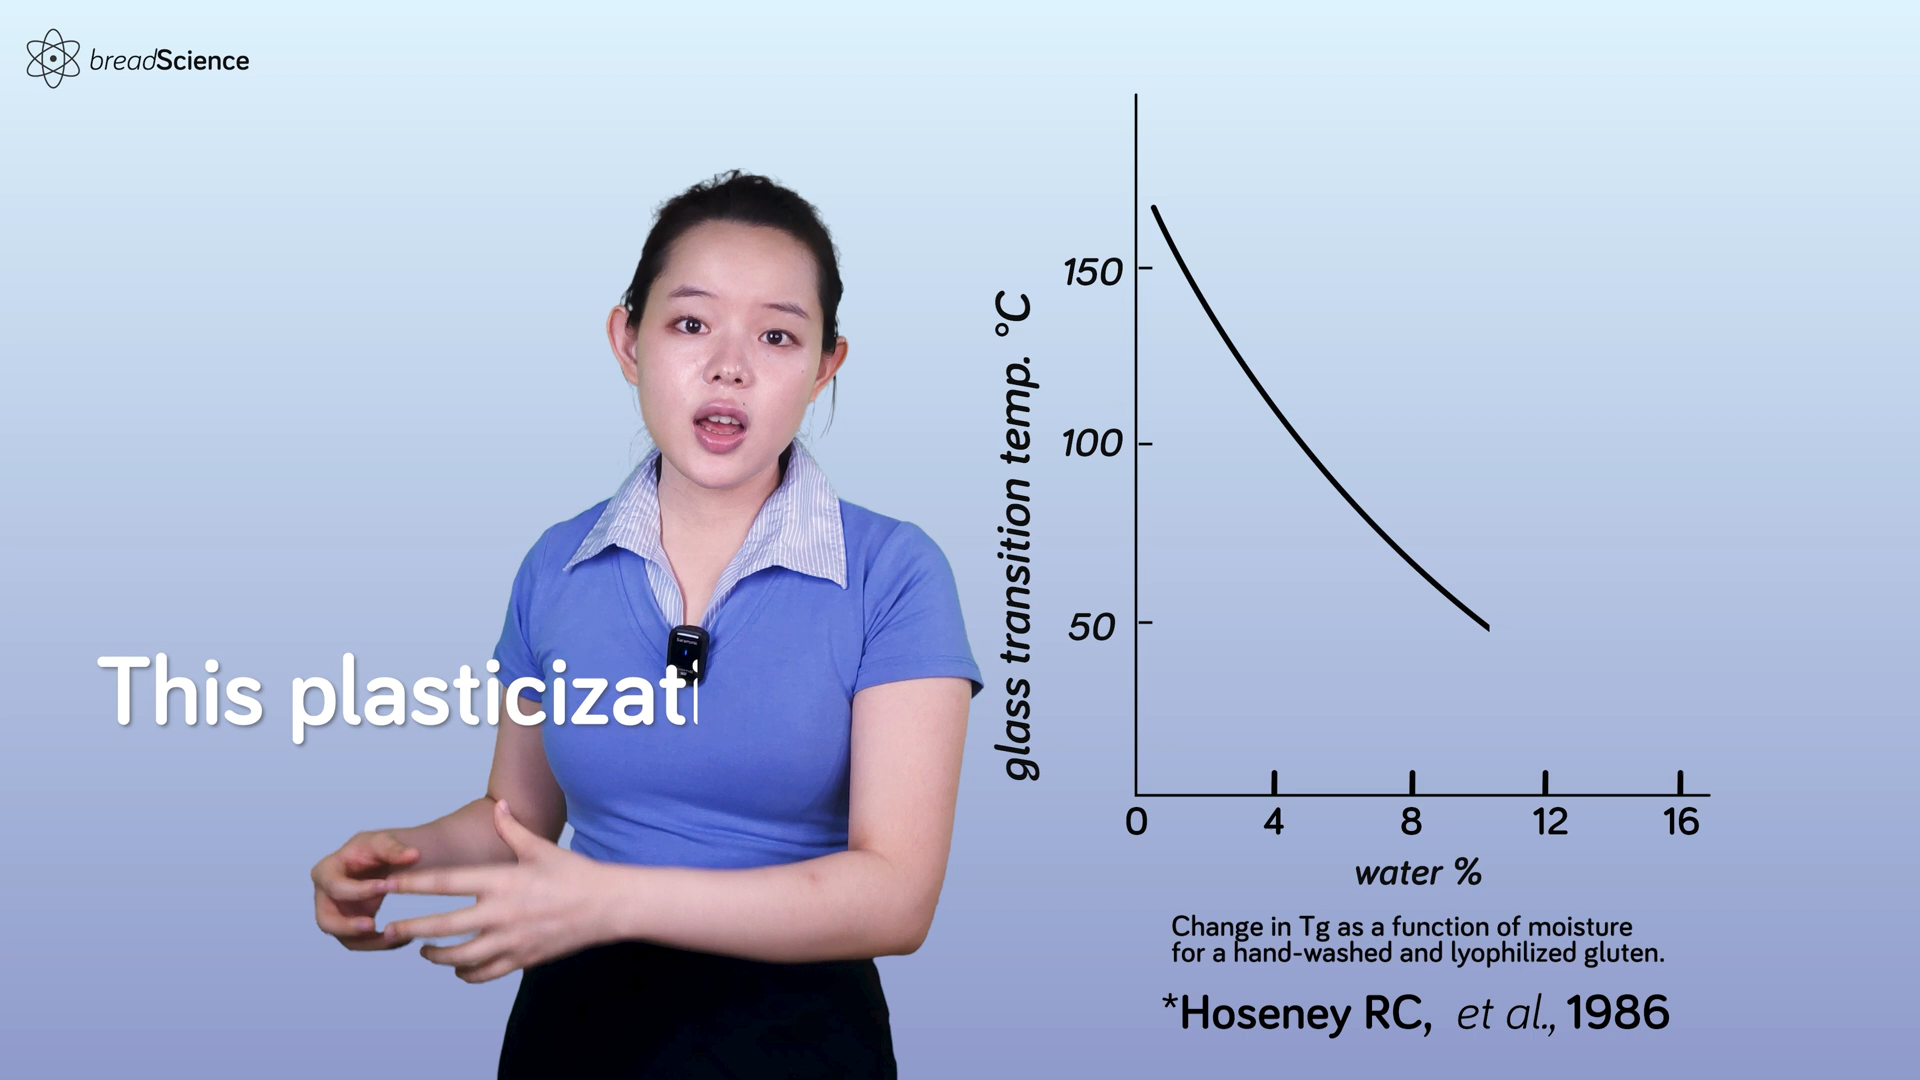 breadScience
This plasticizati
glass transition temp. °C
150
100
50
0 4 8 12 16
water %
Change in Tg as a function of moisture
for a hand-washed and lyophilized gluten.
*Hoseney RC, et al., 1986